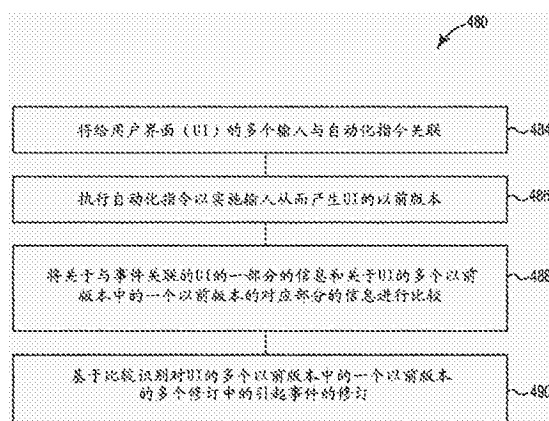 480
将给用户界面（UI）的多个输入与自动化指令关联
484
执行自动化指令以实施输入从而产生UI的以前版本
486
将关于与事件关联的UI的一部分的信息和关于UI的多个以前
版本中的一个以前版本的对应部分的信息进行比较
488
基于比较识别对UI的多个以前版本中的一个以前版本
的多个修订中的引起事件的修订
490